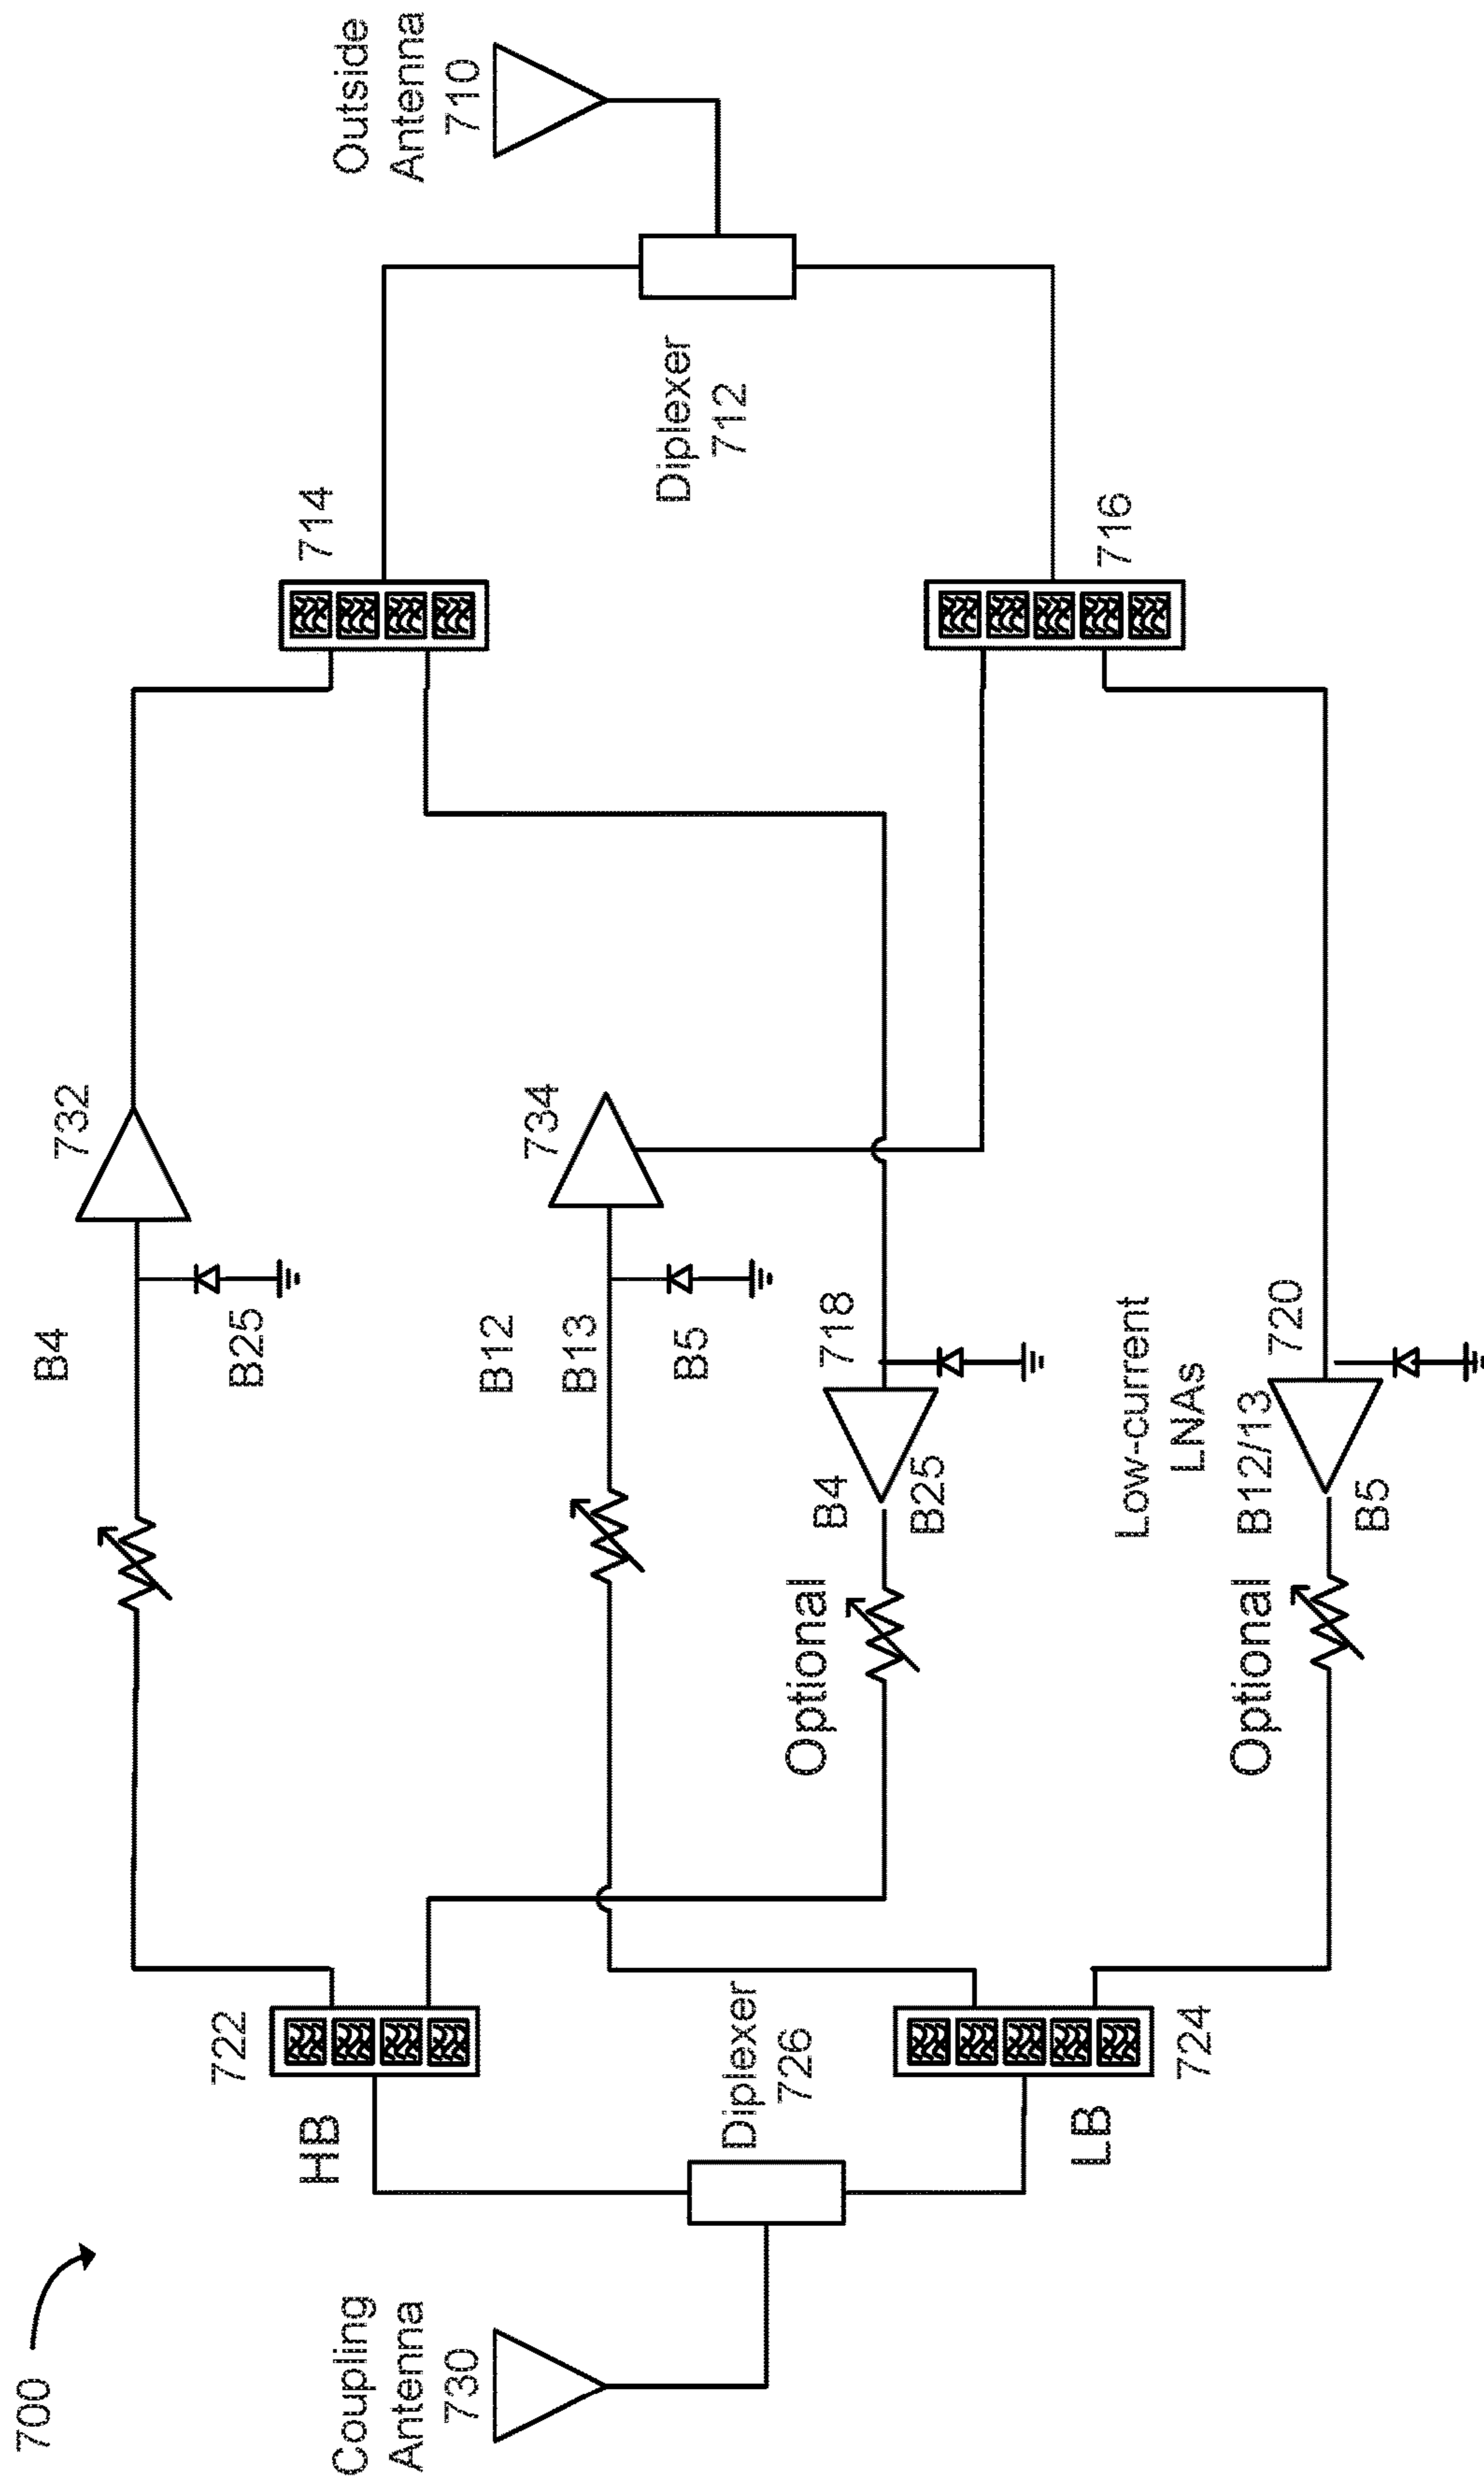 700
Coupling
Antenna
730
Outside
Antenna
710
HB
722
Diplexer
726
LB
724
B4
B25
732
B12
B13
B5
734
Optional
B4
B25
718
Low-current
LNAs
Optional
B12/13
B5
720
714
716
Diplexer
712